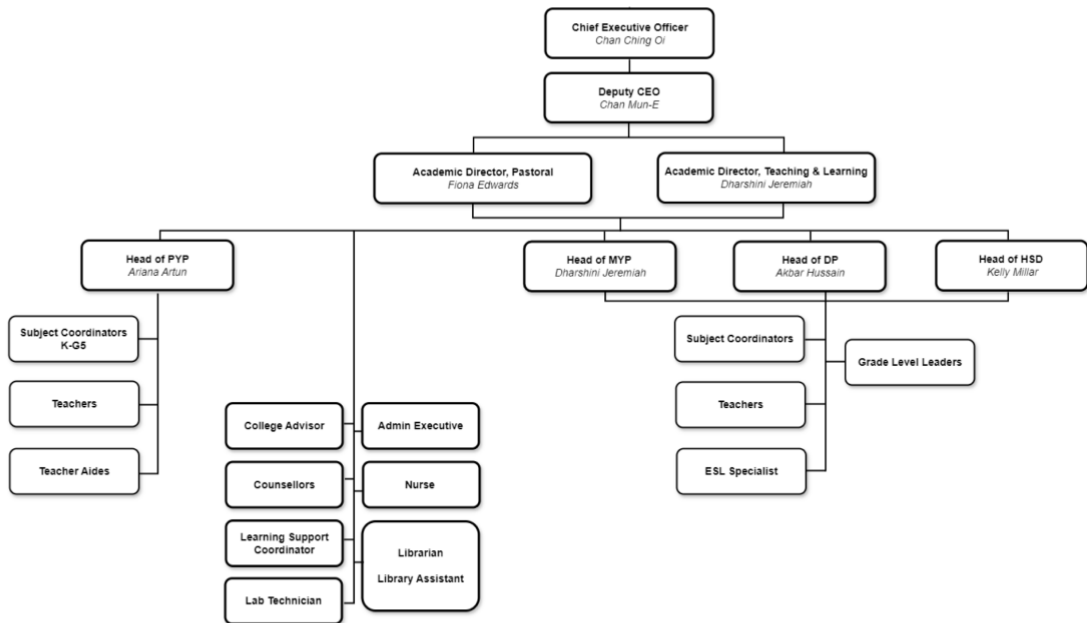 Chief Executive Officer
Chan Ching Oi
Deputy CEO
Chan Mun-E
Academic Director, Pastoral
Fiona Edwards
Academic Director, Teaching & Learning
Dharshini Jeremiah
Head of PYP
Ariana Artun
Head of MYP
Dharshini Jeremiah
Head of DP
Akbar Hussain
Head of HSD
Kelly Millar
Subject Coordinators
K-G5
Teachers
Teacher Aides
College Advisor
Admin Executive
Counsellors
Nurse
Learning Support
Coordinator
Librarian
Library Assistant
Lab Technician
Subject Coordinators
Grade Level Leaders
Teachers
ESL Specialist